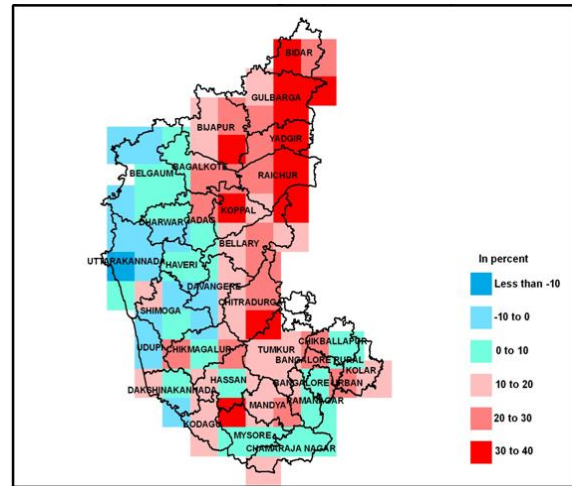 BIDAR
GULBARGA
BIJAPUR
YADGIR
BAGALKOTE
BELGAUM
RAICHUR
KOPPAL
GADAG
DHARWAR
BELLARY
UTTARAKANNADA
HAVERI
In percent
Less than -10
DAVANGERE
CHITRADURGA
-10 to 0
SHIMOGA
0 to 10
UDUPI
CHIKMAGALUR
TUMKUR
CHIKBALLAPUR
BANGALORE RURAL
10 to 20
KOLAR
HASSAN
BANGALORE URBAN
DAKSHINAKANNADA
RAMANAGAR
20 to 30
MANDYA
KODAGU
MYSORE
30 to 40
CHAMARAJA NAGAR